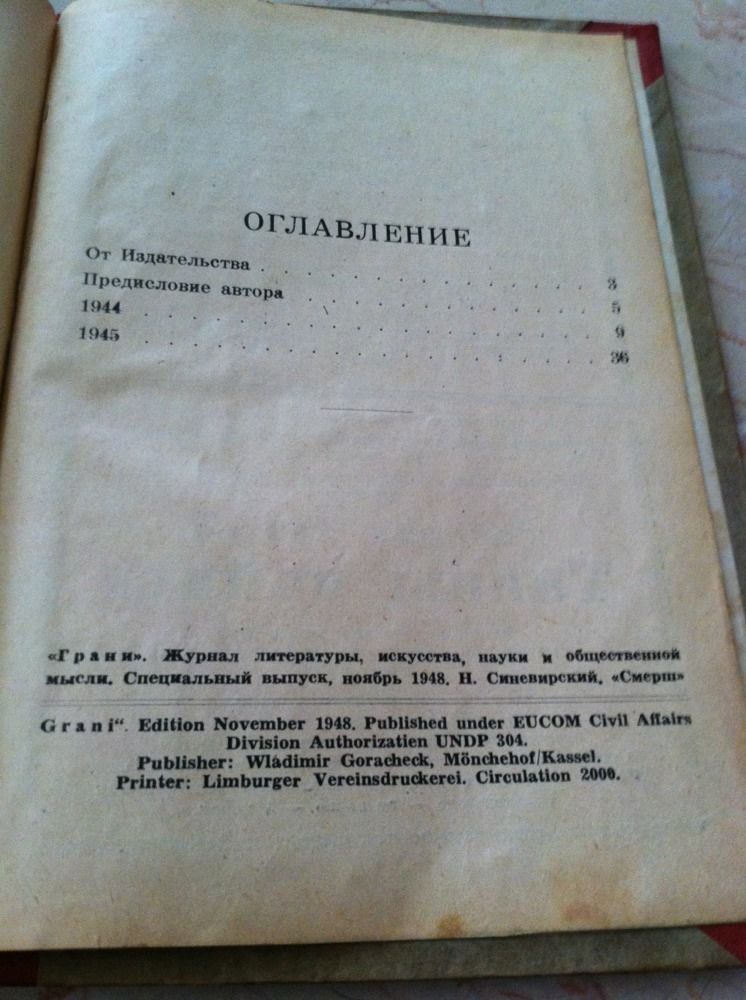 ОГЛАВЛЕНИЕ
От Издательства . . . . . . . . . . . . . 3
Предисловие автора . . . . . . . . . . . . 5
1944 . . . . . . . . . . . . . . . . . 9
1945 . . . . . . . . . . . . . . . . . 36
«Грани». Журнал литературы, искусства, науки и общественной
мысли. Специальный выпуск, ноябрь 1948. Н. Синевирский. «Смерш»
Grani“. Edition November 1948. Published under EUCOM Civil Affairs
Division Authorizatien UNDP 304.
Publisher: Wladimir Goracheck, Mönchehof/Kassel.
Printer: Limburger Vereinsdruckerei. Circulation 2000.